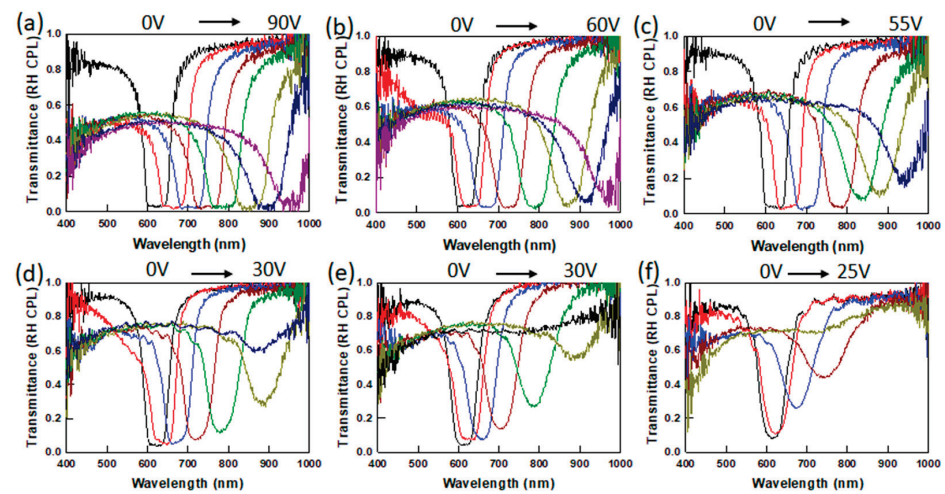 (a) 0V 90V
(b) 0V 60V
(c) 0V 55V
Transmittance (RH CPL)
1.0
0.8
0.6
0.4
0.2
0.0
400 500 600 700 800 900 1000
Wavelength (nm)
Transmittance (RH CPL)
1.0
0.8
0.6
0.4
0.2
0.0
400 500 600 700 800 900 1000
Wavelength (nm)
Transmittance (RH CPL)
1.0
0.8
0.6
0.4
0.2
0.0
400 500 600 700 800 900 1000
Wavelength (nm)
(d) 0V 30V
(e) 0V 30V
(f) 0V 25V
Transmittance (RH CPL)
1.0
0.8
0.6
0.4
0.2
0.0
400 500 600 700 800 900 1000
Wavelength (nm)
Transmittance (RH CPL)
1.0
0.8
0.6
0.4
0.2
0.0
400 500 600 700 800 900 1000
Wavelength (nm)
Transmittance (RH CPL)
1.0
0.8
0.6
0.4
0.2
0.0
400 500 600 700 800 900 1000
Wavelength (nm)